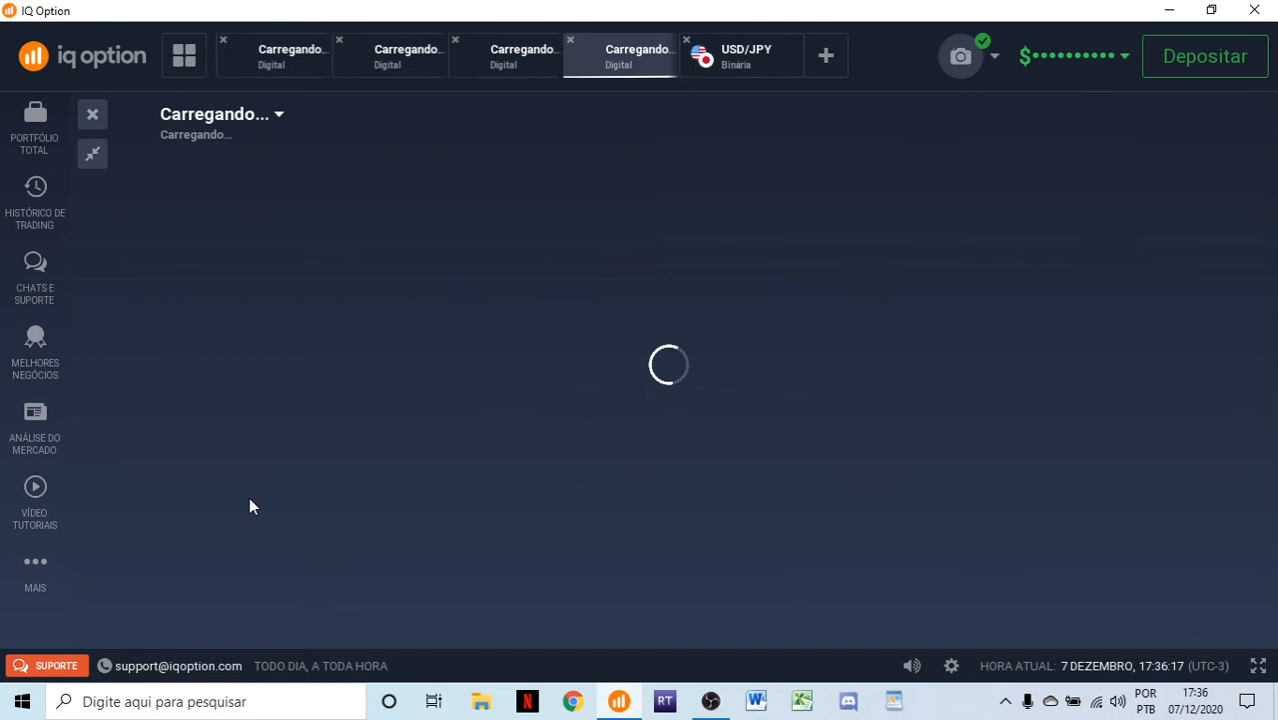 IQ Option
iq option
Carregando...
Digital
Carregando...
Digital
Carregando...
Digital
Carregando...
Digital
USD/JPY
Binária
$••••••••••
Depositar
PORTFÓLIO
TOTAL
Carregando...
Carregando...
HISTÓRICO DE
TRADING
CHATS E
SUPORTE
MELHORES
NEGÓCIOS
ANÁLISE DO
MERCADO
VÍDEO
TUTORIAIS
MAIS
SUPORTE
support@iqoption.com
TODO DIA, A TODA HORA
HORA ATUAL: 7 DEZEMBRO, 17:36:17 (UTC-3)
Digite aqui para pesquisar
RT
POR
PTB
17:36
07/12/2020